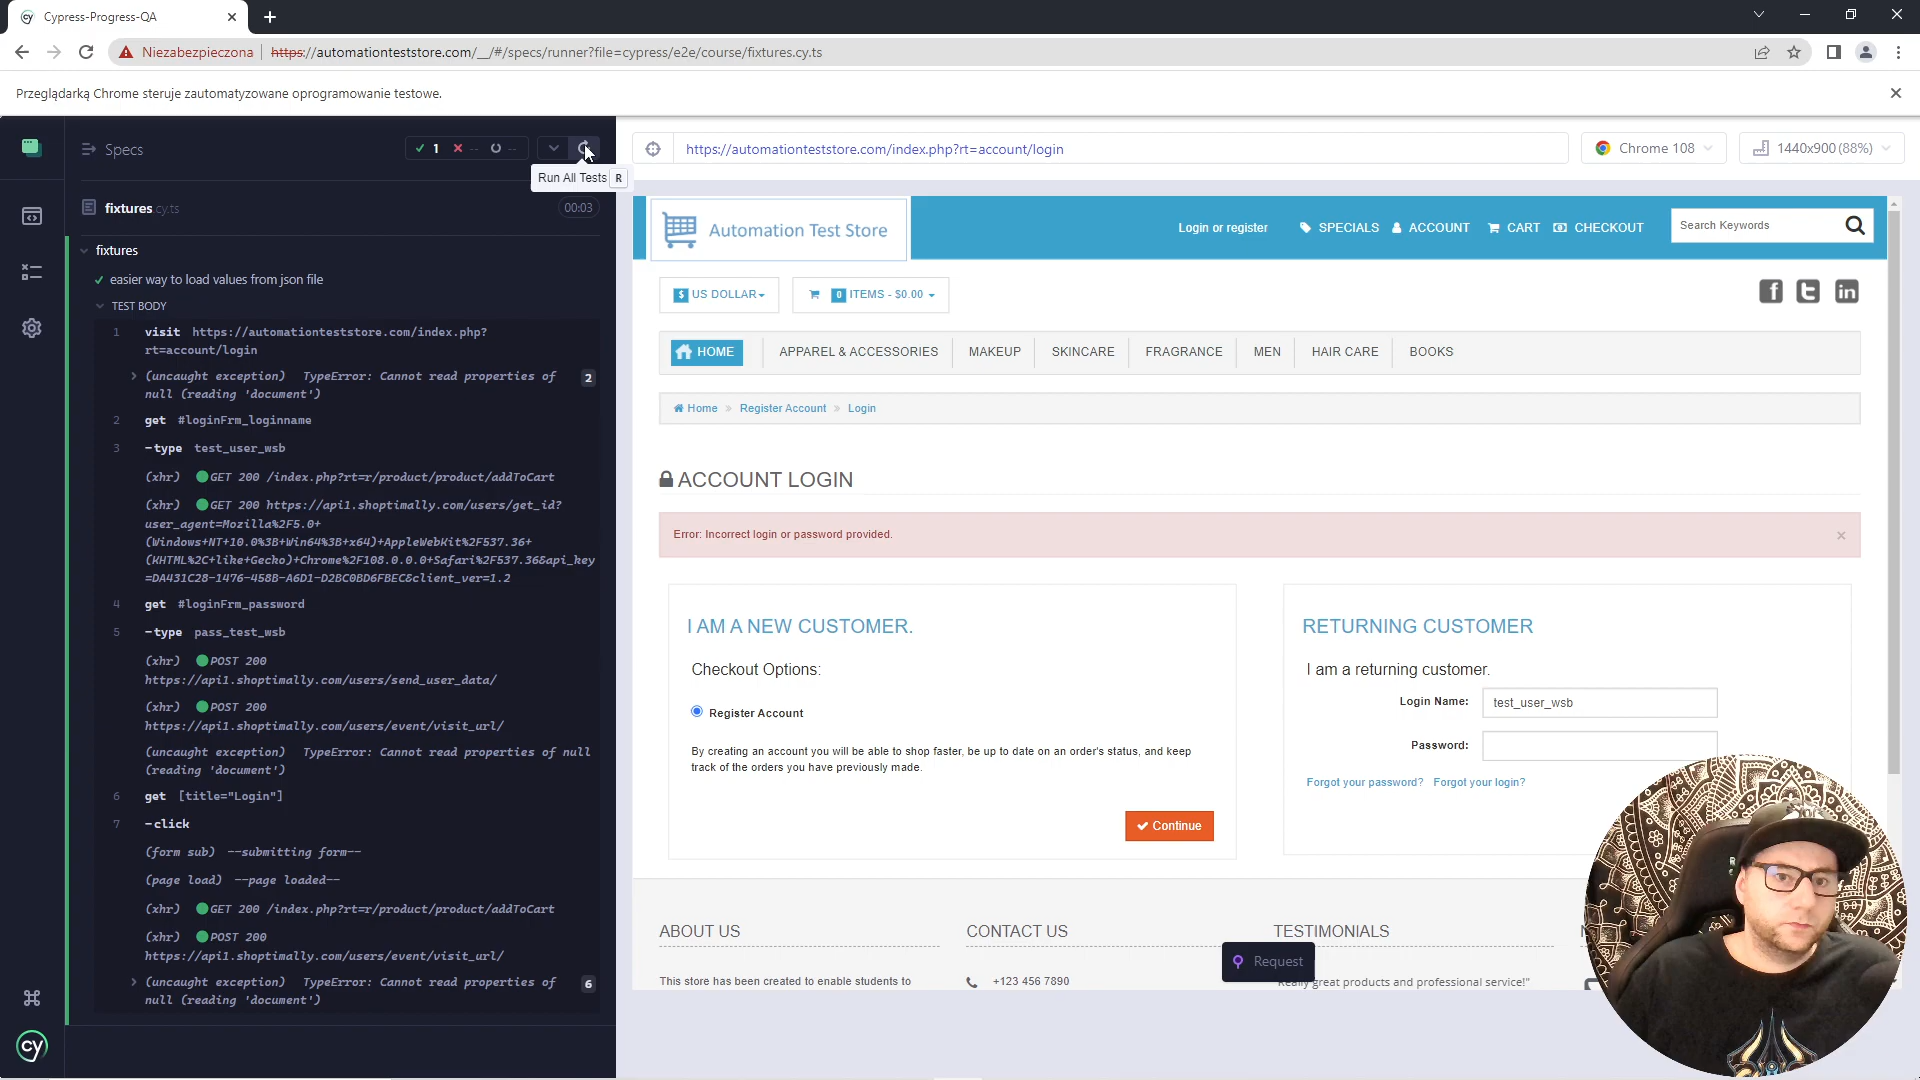 Cypress-Progress-QA
Niezabezpieczona https://automationteststore.com/__/#/specs/runner?file=cypress/e2e/course/fixtures.cy.ts
Przeglądarką Chrome steruje zautomatyzowane oprogramowanie testowe.
Specs
1 -- --
Run All Tests R
fixtures.cy.ts 00:03
fixtures
easier way to load values from json file
TEST BODY
1 visit https://automationteststore.com/index.php?
rt=account/login
(uncaught exception) TypeError: Cannot read properties of
null (reading 'document') 2
2 get #loginFrm_loginname
3 -type test_user_wsb
(xhr) GET 200 /index.php?rt=r/product/product/addToCart
(xhr) GET 200 https://api1.shoptimally.com/users/get_id?
user_agent=Mozilla%2F5.0+
(Windows+NT+10.0%3B+Win64%3B+x64)+AppleWebKit%2F537.36+
(KHTML%2C+like+Gecko)+Chrome%2F108.0.0.0+Safari%2F537.36&api_key
=DA431C28-1476-458B-A6D1-D2BC0BD6FBEC&client_ver=1.2
4 get #loginFrm_password
5 -type pass_test_wsb
(xhr) POST 200
https://api1.shoptimally.com/users/send_user_data/
(xhr) POST 200
https://api1.shoptimally.com/users/event/visit_url/
(uncaught exception) TypeError: Cannot read properties of null
(reading 'document')
6 get [title="Login"]
7 -click
(form sub) --submitting form--
(page load) --page loaded--
(xhr) GET 200 /index.php?rt=r/product/product/addToCart
(xhr) POST 200
https://api1.shoptimally.com/users/event/visit_url/
(uncaught exception) TypeError: Cannot read properties of
null (reading 'document') 6
cy
https://automationteststore.com/index.php?rt=account/login
Chrome 108
1440x900 (88%)
Automation Test Store
Login or register SPECIALS ACCOUNT CART CHECKOUT Search Keywords
$ US DOLLAR 0 ITEMS - $0.00
HOME APPAREL & ACCESSORIES MAKEUP SKINCARE FRAGRANCE MEN HAIR CARE BOOKS
Home » Register Account » Login
ACCOUNT LOGIN
Error: Incorrect login or password provided. ×
I AM A NEW CUSTOMER.
Checkout Options:
Register Account
By creating an account you will be able to shop faster, be up to date on an order's status, and keep
track of the orders you have previously made.
Continue
RETURNING CUSTOMER
I am a returning customer.
Login Name: test_user_wsb
Password:
Forgot your password? Forgot your login?
ABOUT US CONTACT US TESTIMONIALS
Request
This store has been created to enable students to +123 456 7890 Really great products and professional service!"